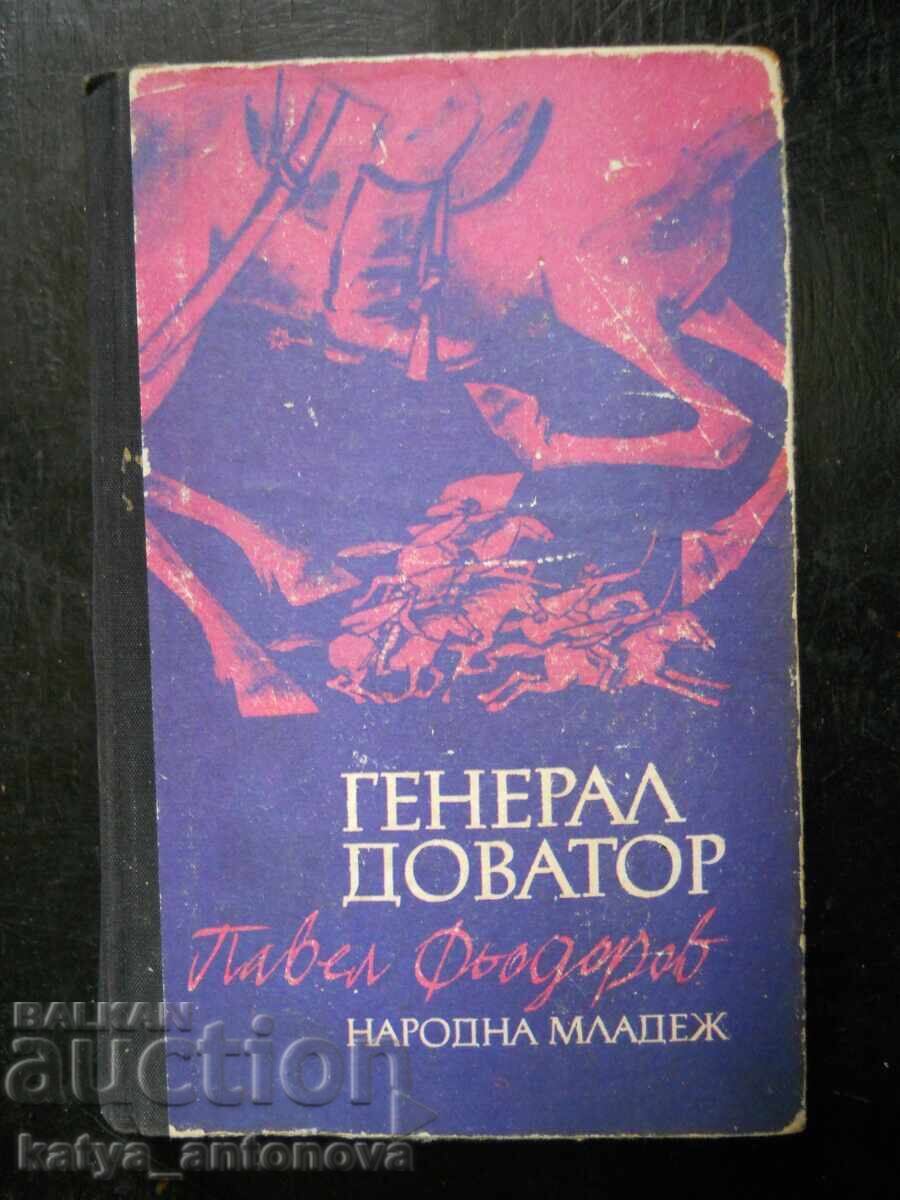 ГЕНЕРАЛ
ДОВАТОР
Павел Фьодоров
НАРОДНА МЛАДЕЖ
BALKAN
auction
katya_antonova